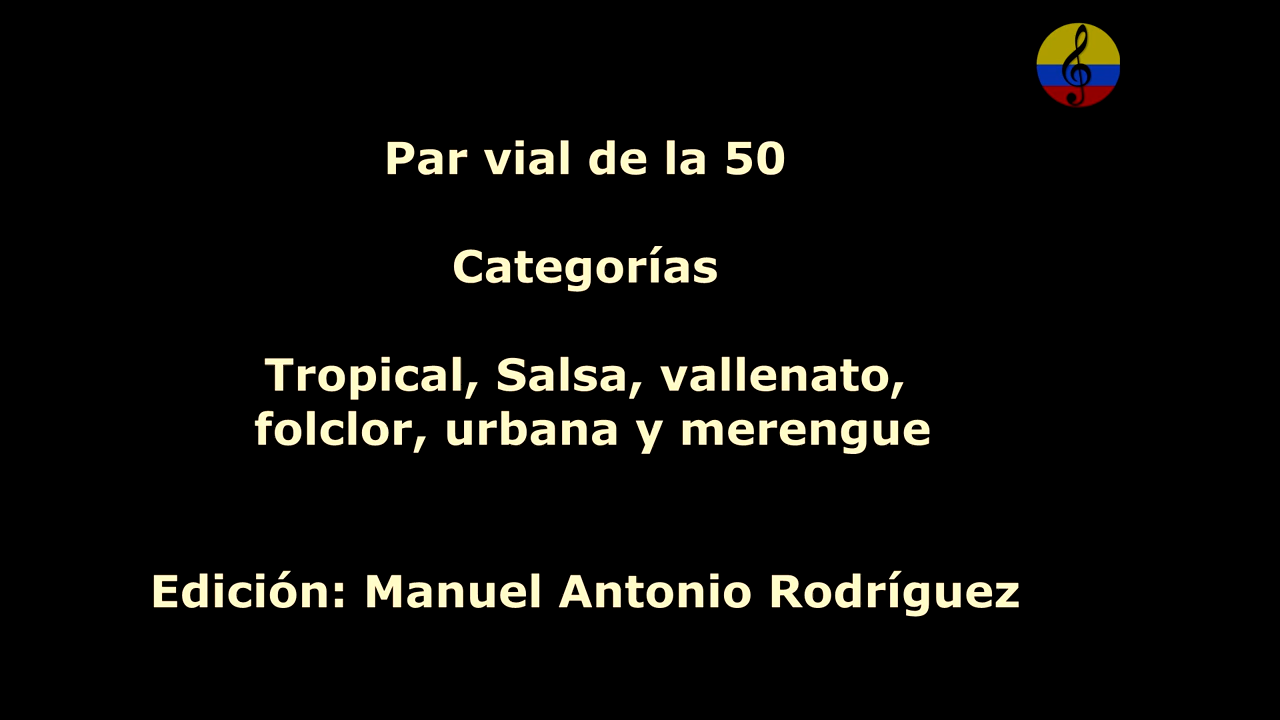 Par vial de la 50
Categorías
Tropical, Salsa, vallenato,
folclor, urbana y merengue
Edición: Manuel Antonio Rodríguez